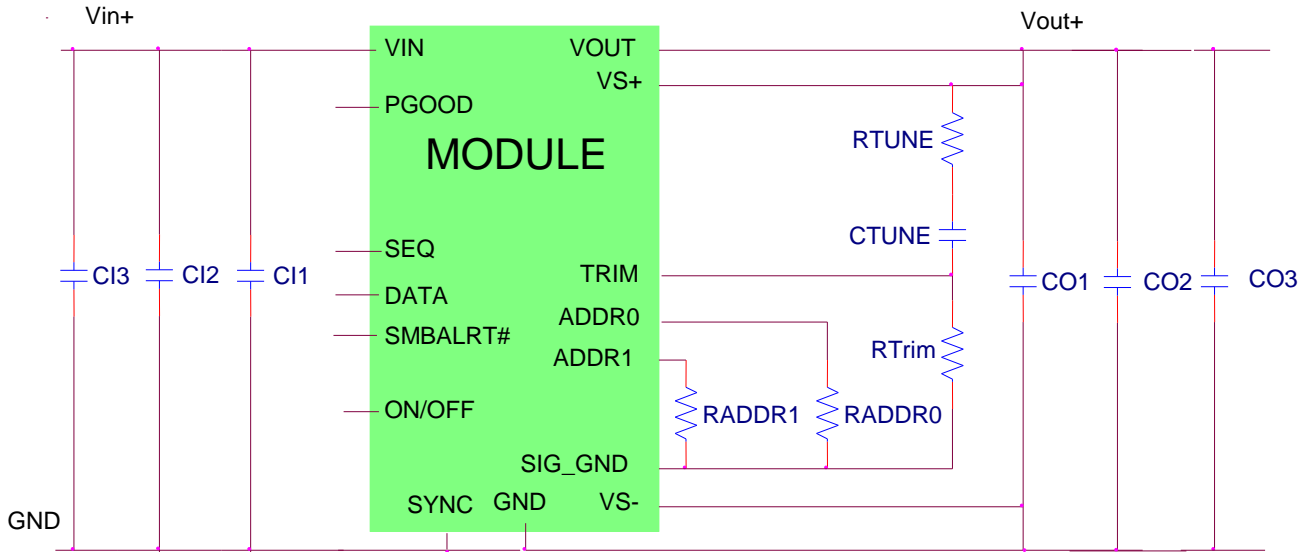 Vin+
Vout+
VIN
VOUT
VS+
PGOOD
MODULE
RTUNE
CTUNE
SEQ
TRIM
CI3
CI2
CI1
CO1
CO2
CO3
DATA
ADDR0
SMBALRT#
ADDR1
RTrim
ON/OFF
RADDR1
RADDR0
SIG_GND
SYNC
GND
VS-
GND